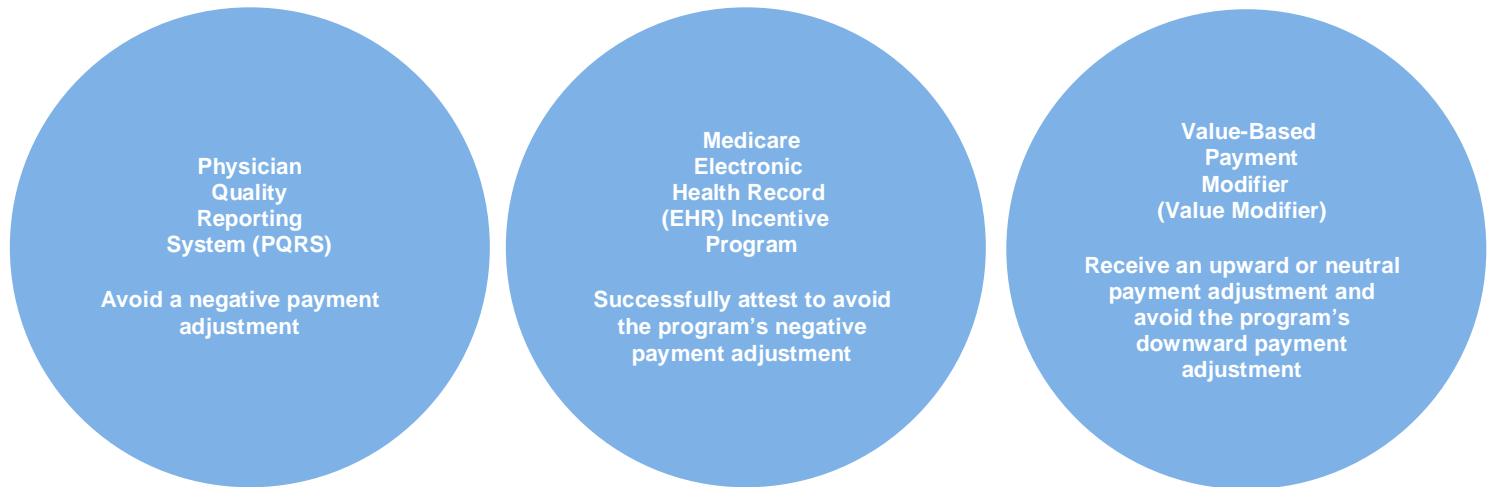 Physician
Quality
Reporting
System (PQRS)
Avoid a negative payment
adjustment
Medicare
Electronic
Health Record
(EHR) Incentive
Program
Successfully attest to avoid
the program’s negative
payment adjustment
Value-Based
Payment
Modifier
(Value Modifier)
Receive an upward or neutral
payment adjustment and
avoid the program’s
downward payment
adjustment